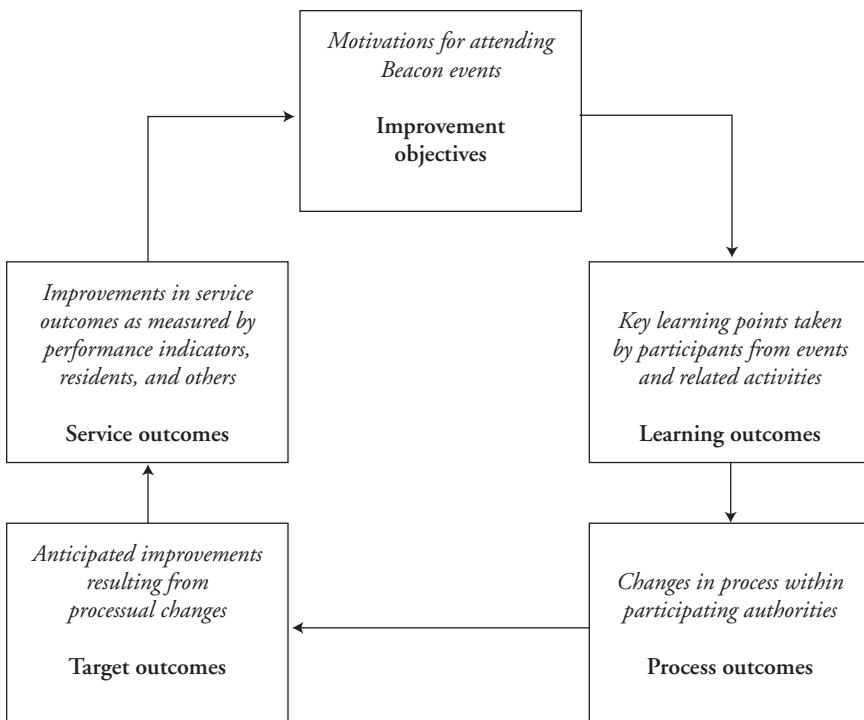 Motivations for attending
Beacon events
Improvement
objectives
Key learning points taken
by participants from events
and related activities
Learning outcomes
Changes in process within
participating authorities
Process outcomes
Anticipated improvements
resulting from
processual changes
Target outcomes
Improvements in service
outcomes as measured by
performance indicators,
residents, and others
Service outcomes